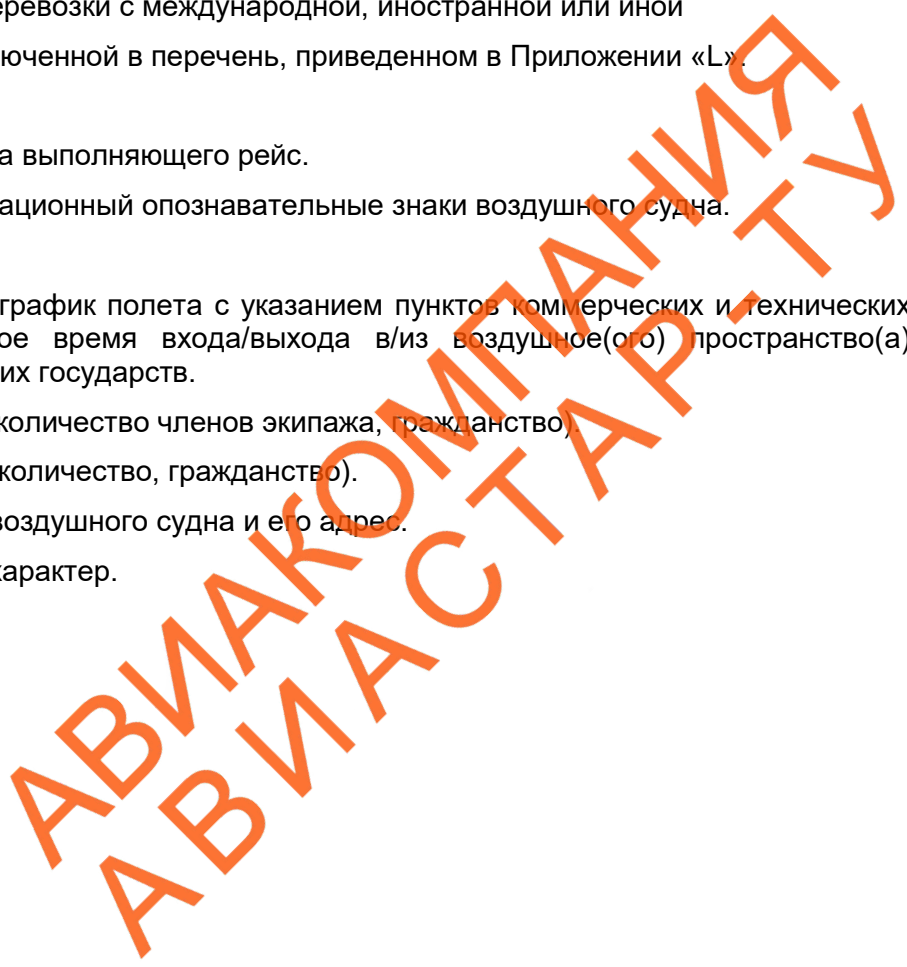 еревозки с международной, иностранной или иной
люченной в перечень, приведенном в Приложении «L».
а выполняющего рейс.
ационный опознавательные знаки воздушного судна.
график полета с указанием пунктов коммерческих и технических
ое время входа/выхода в/из воздушное(ого) пространство(а)
их государств.
количество членов экипажа, гражданство).
количество, гражданство).
воздушного судна и его адрес.
характер.
АВИАКОМПАНИЯ
АВИАСТАР-ТУ